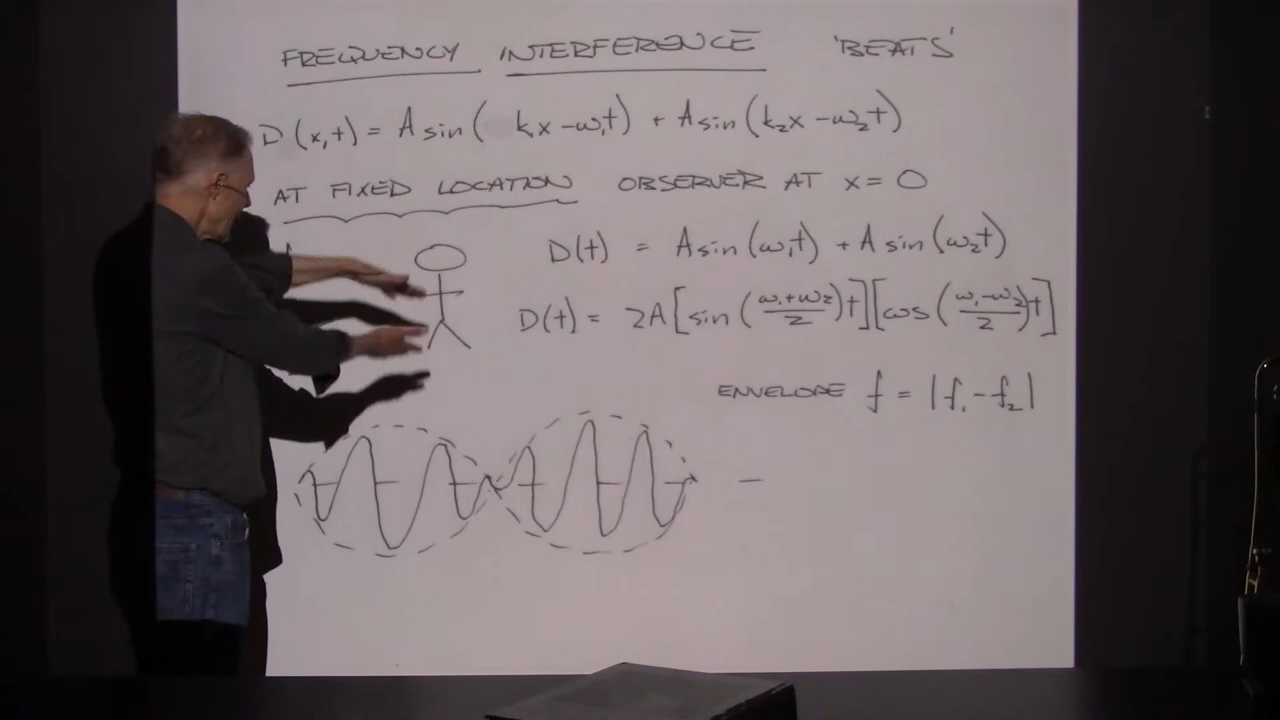 FREQUENCY INTERFERENCE 'BEATS'
D(x,t) = A sin( k₁x - ω₁t) + A sin(k₂x - ω₂t)
AT FIXED LOCATION OBSERVER AT x = 0
D(t) = A sin(ω₁t) + A sin(ω₂t)
D(t) = 2A[sin((ω₁+ω₂)/2)t][cos((ω₁-ω₂)/2)t]
ENVELOPE f = |f₁-f₂|